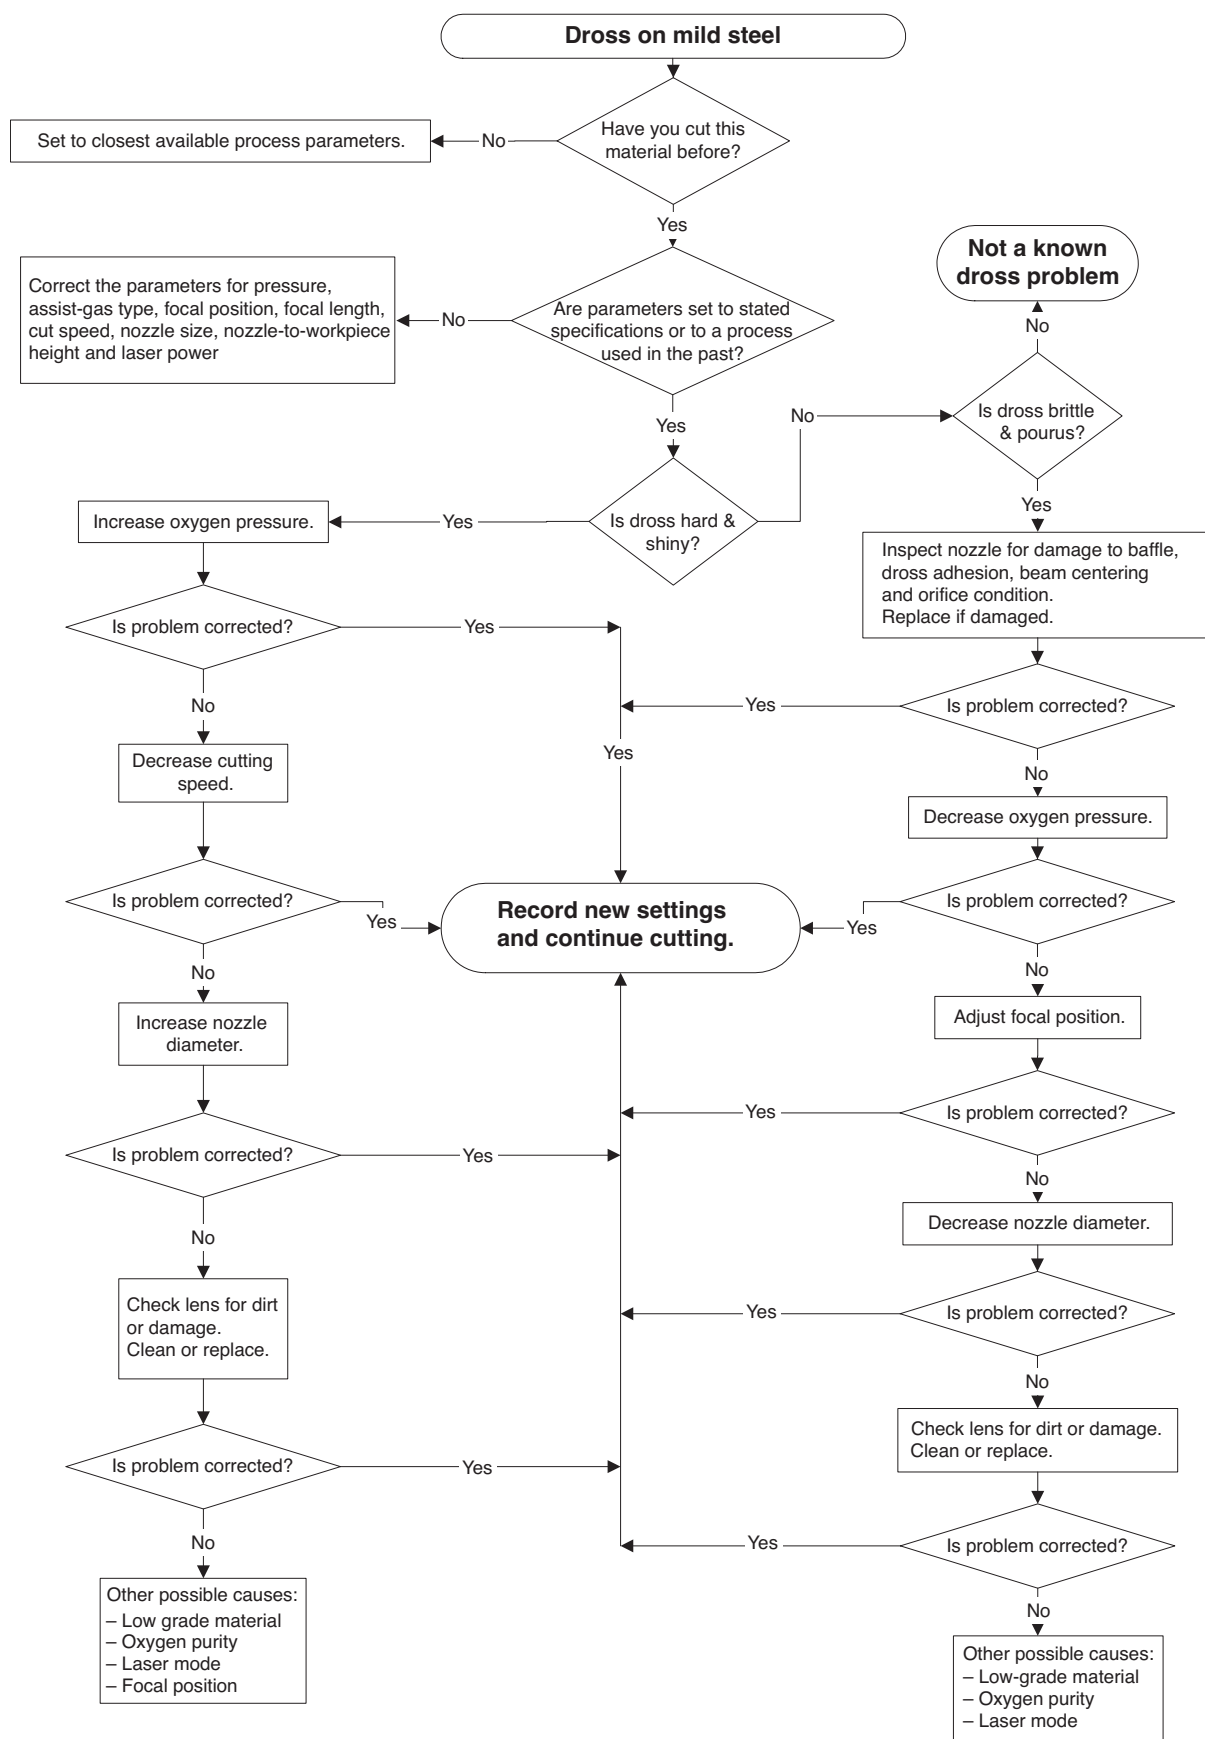 Dross on mild steel
Have you cut this
material before?
No
Set to closest available process parameters.
Yes
Are parameters set to stated
specifications or to a process
used in the past?
No
Correct the parameters for pressure,
assist-gas type, focal position, focal length,
cut speed, nozzle size, nozzle-to-workpiece
height and laser power
Yes
Is dross hard &
shiny?
Yes
Increase oxygen pressure.
Is problem corrected?
Yes
No
Decrease cutting
speed.
Is problem corrected?
Yes
No
Increase nozzle
diameter.
Is problem corrected?
Yes
No
Check lens for dirt
or damage.
Clean or replace.
Is problem corrected?
Yes
No
Other possible causes:
– Low grade material
– Oxygen purity
– Laser mode
– Focal position
Yes
Record new settings
and continue cutting.
No
Is dross brittle
& pourus?
No
Not a known
dross problem
Yes
Inspect nozzle for damage to baffle,
dross adhesion, beam centering
and orifice condition.
Replace if damaged.
Is problem corrected?
Yes
No
Decrease oxygen pressure.
Is problem corrected?
Yes
No
Adjust focal position.
Is problem corrected?
Yes
No
Decrease nozzle diameter.
Is problem corrected?
Yes
No
Check lens for dirt or damage.
Clean or replace.
Is problem corrected?
Yes
No
Other possible causes:
– Low-grade material
– Oxygen purity
– Laser mode